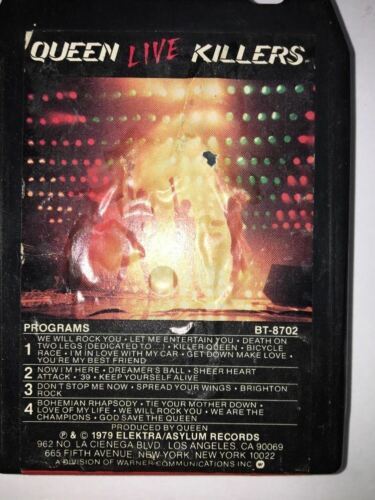 QUEEN LIVE KILLERS
PROGRAMS BT-8702
1 WE WILL ROCK YOU • LET ME ENTERTAIN YOU • DEATH ON
TWO LEGS (DEDICATED TO . . . . • KILLER QUEEN • BICYCLE
RACE • I'M IN LOVE WITH MY CAR • GET DOWN MAKE LOVE •
YOU'RE MY BEST FRIEND
2 NOW I'M HERE • DREAMER'S BALL • SHEER HEART
ATTACK • '39 • KEEP YOURSELF ALIVE
3 DON'T STOP ME NOW • SPREAD YOUR WINGS • BRIGHTON
ROCK
4 BOHEMIAN RHAPSODY • TIE YOUR MOTHER DOWN •
LOVE OF MY LIFE • WE WILL ROCK YOU • WE ARE THE
CHAMPIONS • GOD SAVE THE QUEEN
PRODUCED BY QUEEN
℗ & © 1979 ELEKTRA/ASYLUM RECORDS
962 NO. LA CIENEGA BLVD. LOS ANGELES, CA 90069
665 FIFTH AVENUE, NEW YORK, NEW YORK 10022
A DIVISION OF WARNER COMMUNICATIONS INC.